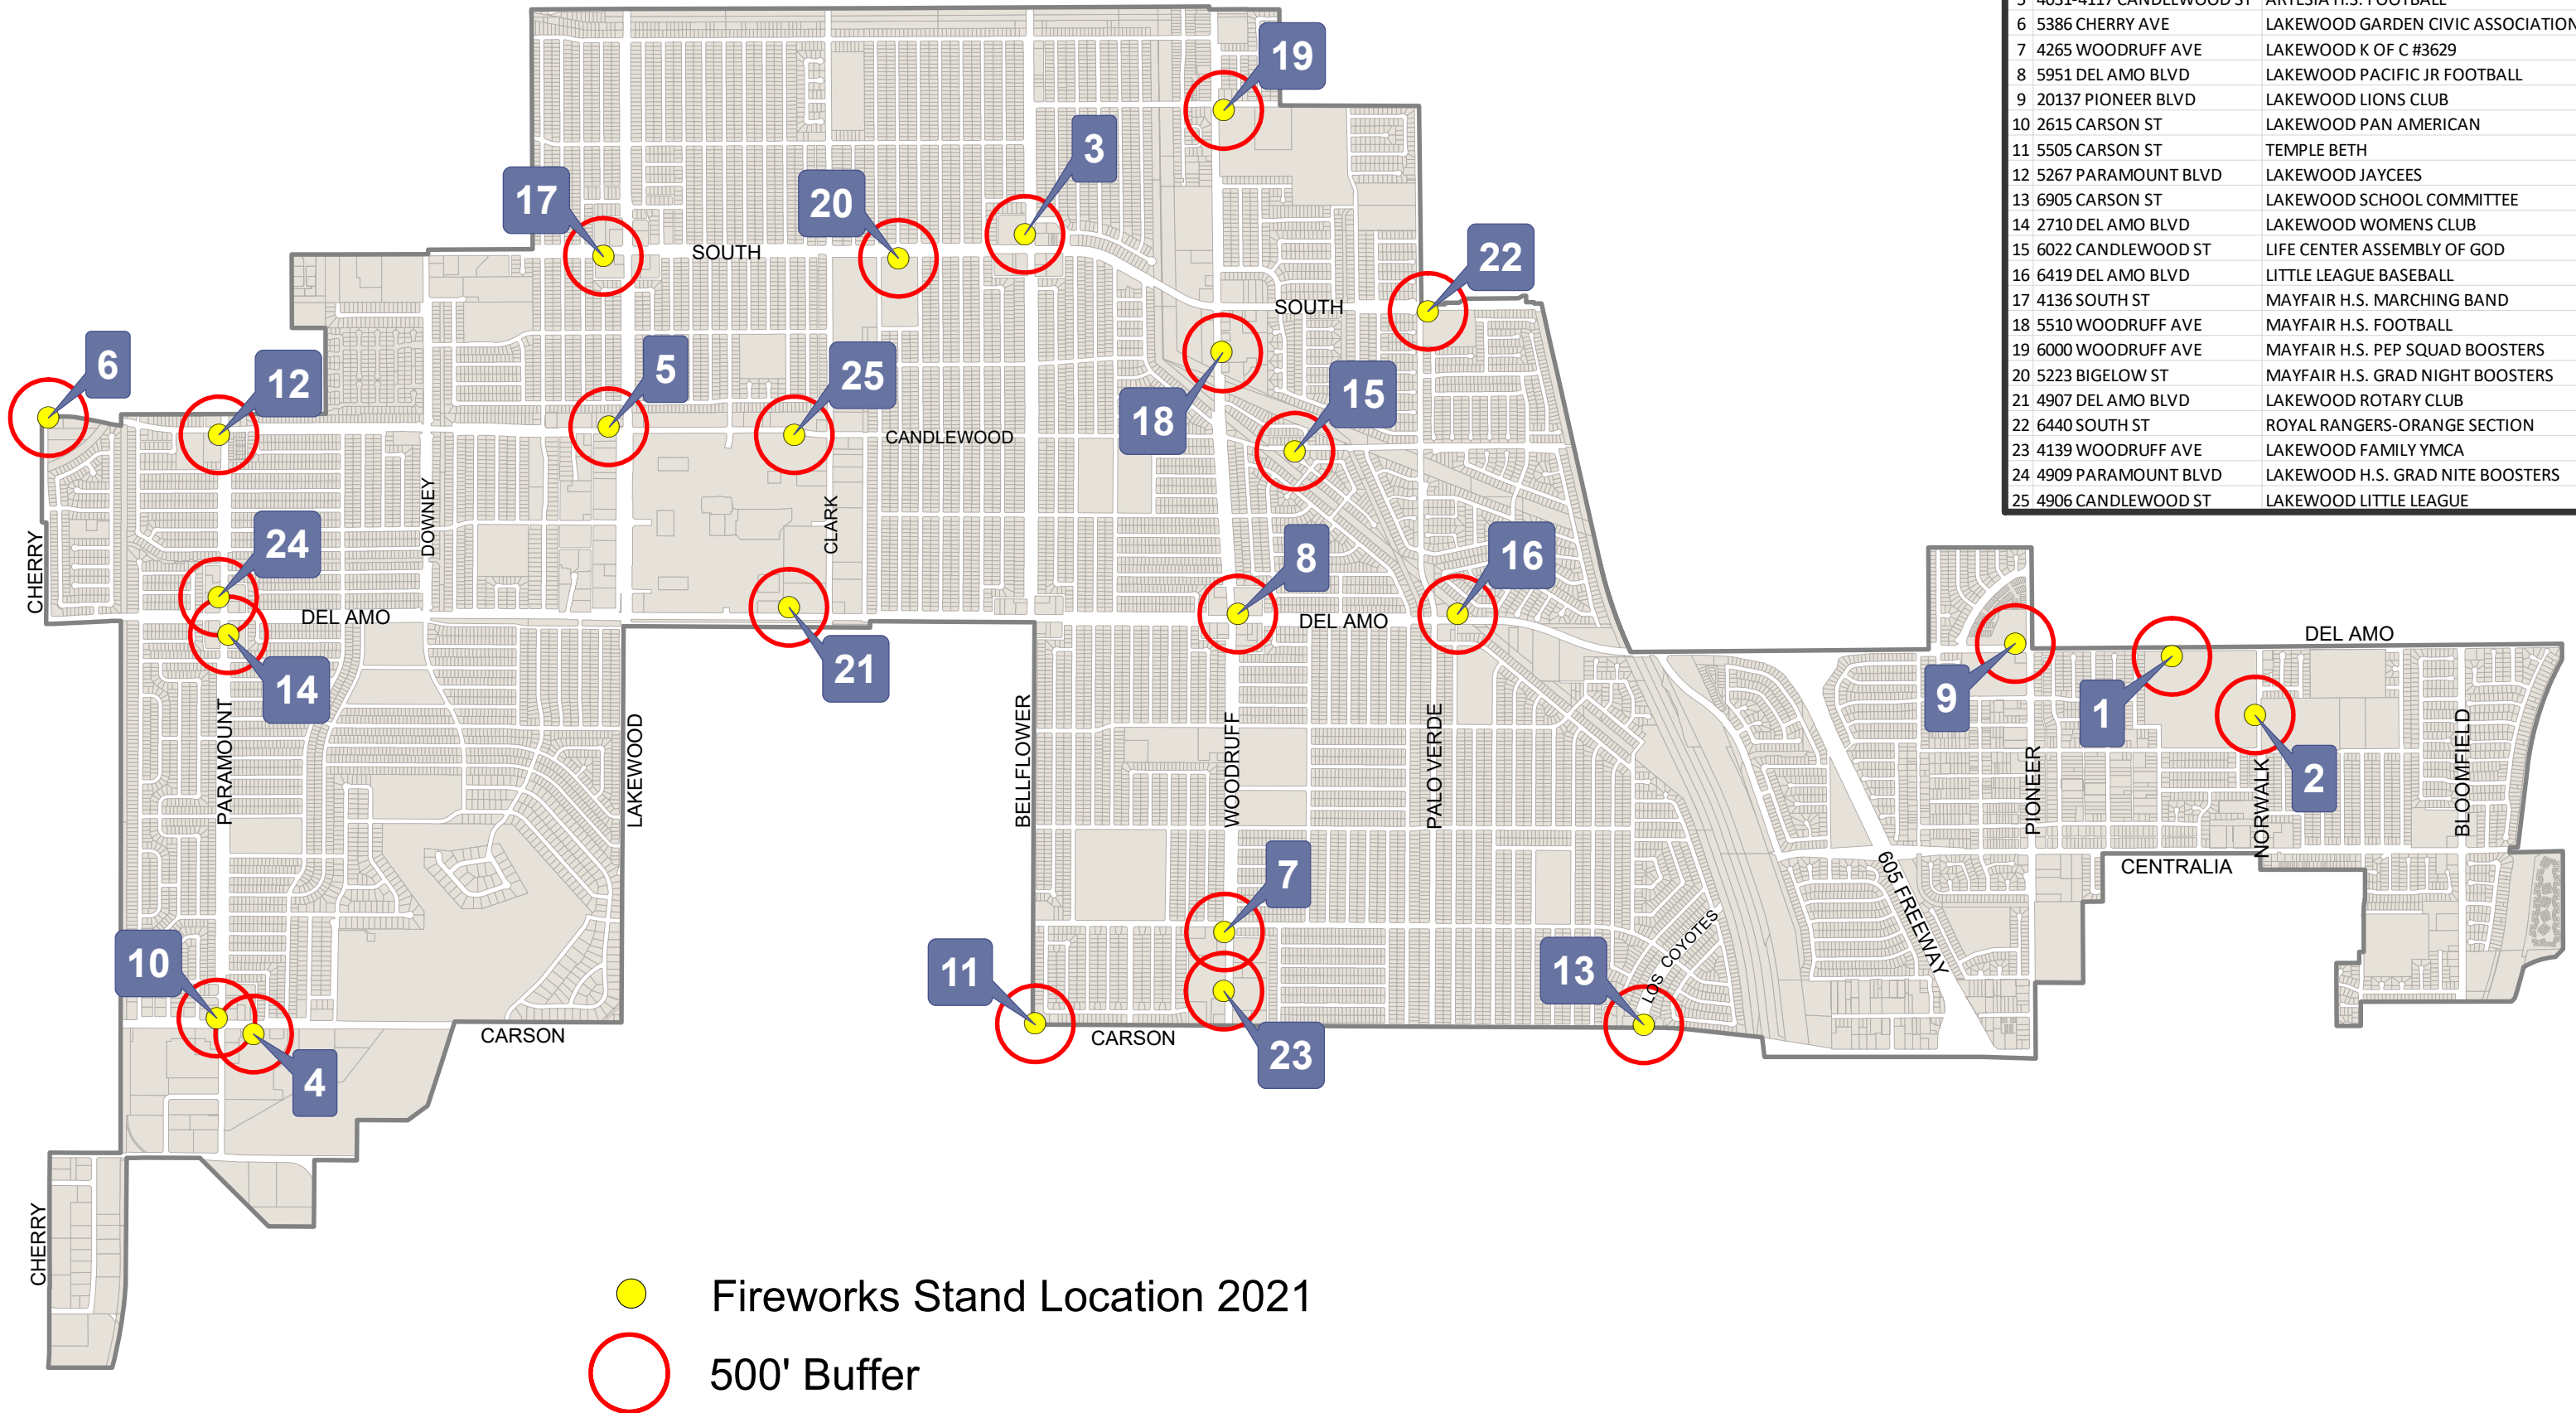 5 4031-4117 CANDLEWOOD ST ARTESIA H.S. FOOTBALL
6 5386 CHERRY AVE LAKEWOOD GARDEN CIVIC ASSOCIATION
7 4265 WOODRUFF AVE LAKEWOOD K OF C #3629
8 5951 DEL AMO BLVD LAKEWOOD PACIFIC JR FOOTBALL
9 20137 PIONEER BLVD LAKEWOOD LIONS CLUB
10 2615 CARSON ST LAKEWOOD PAN AMERICAN
11 5505 CARSON ST TEMPLE BETH
12 5267 PARAMOUNT BLVD LAKEWOOD JAYCEES
13 6905 CARSON ST LAKEWOOD SCHOOL COMMITTEE
14 2710 DEL AMO BLVD LAKEWOOD WOMENS CLUB
15 6022 CANDLEWOOD ST LIFE CENTER ASSEMBLY OF GOD
16 6419 DEL AMO BLVD LITTLE LEAGUE BASEBALL
17 4136 SOUTH ST MAYFAIR H.S. MARCHING BAND
18 5510 WOODRUFF AVE MAYFAIR H.S. FOOTBALL
19 6000 WOODRUFF AVE MAYFAIR H.S. PEP SQUAD BOOSTERS
20 5223 BIGELOW ST MAYFAIR H.S. GRAD NIGHT BOOSTERS
21 4907 DEL AMO BLVD LAKEWOOD ROTARY CLUB
22 6440 SOUTH ST ROYAL RANGERS-ORANGE SECTION
23 4139 WOODRUFF AVE LAKEWOOD FAMILY YMCA
24 4909 PARAMOUNT BLVD LAKEWOOD H.S. GRAD NITE BOOSTERS
25 4906 CANDLEWOOD ST LAKEWOOD LITTLE LEAGUE
19
3
17
20
SOUTH
22
SOUTH
6
12
5
25
15
18
CANDLEWOOD
DOWNEY
CLARK
CHERRY
24
8
16
DEL AMO
DEL AMO
DEL AMO
14
21
9
1
2
PARAMOUNT
LAKEWOOD
BELLFLOWER
WOODRUFF
PALO VERDE
PIONEER
NORWALK
BLOOMFIELD
CENTRALIA
605 FREEWAY
LOS COYOTES
7
10
11
13
CARSON
CARSON
4
23
CHERRY
Fireworks Stand Location 2021
500' Buffer